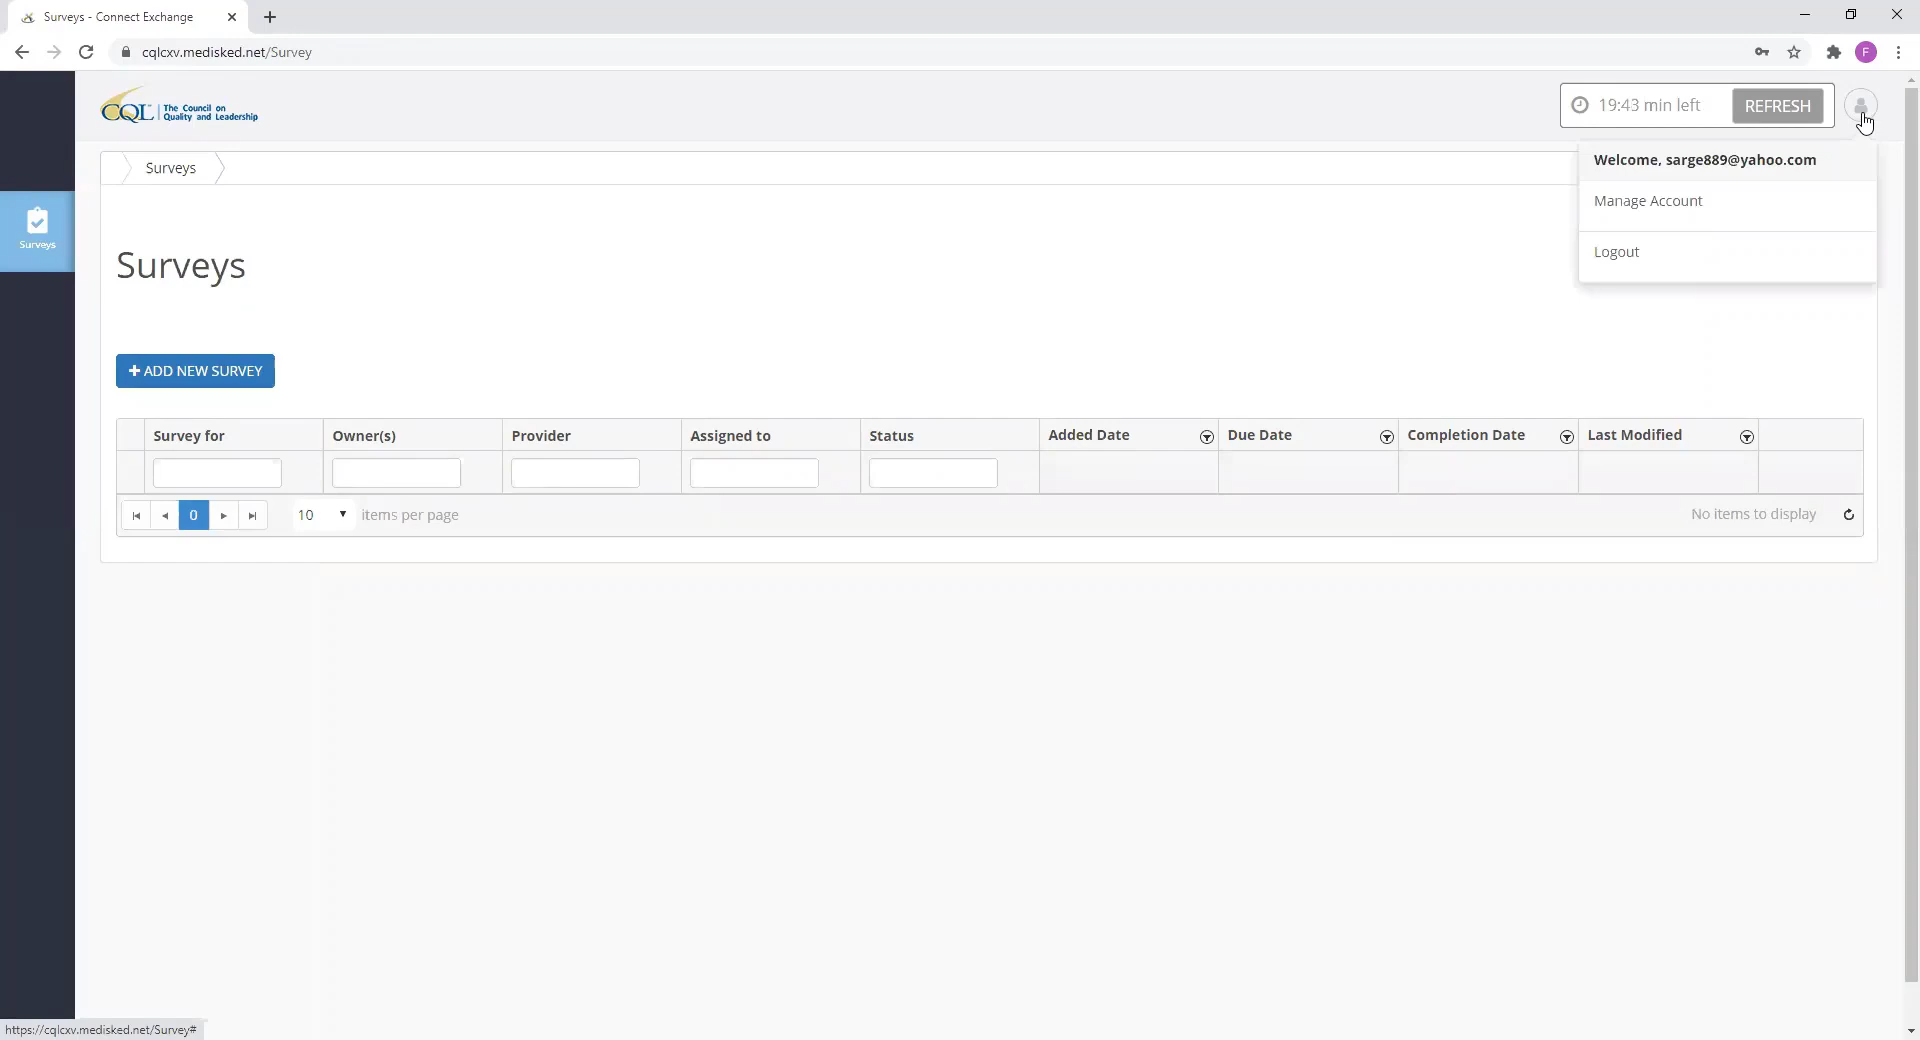 Surveys - Connect Exchange
cqlcxv.medisked.net/Survey
F
CQL The Council on
Quality and Leadership
19:43 min left REFRESH
Surveys
Welcome, sarge889@yahoo.com
Manage Account
Logout
Surveys
Surveys
+ ADD NEW SURVEY
Survey for Owner(s) Provider Assigned to Status Added Date Due Date Completion Date Last Modified
0 10 items per page No items to display
https://cqlcxv.medisked.net/Survey#